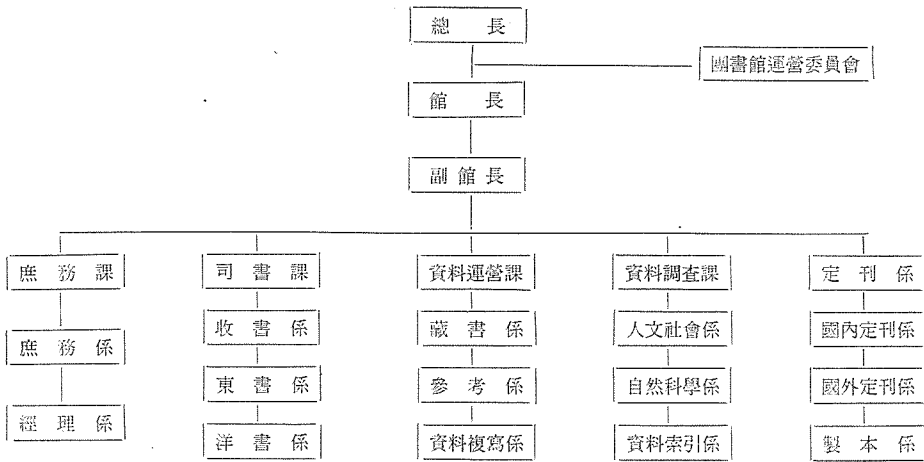 總長
圖書館運營委員會
館長
副館長
庶務課
司書課
資料運營課
資料調査課
定刊係
庶務係
收書係
藏書係
人文社會係
國內定刊係
經理係
東書係
參考係
自然科學係
國外定刊係
洋書係
資料複寫係
資料索引係
製本係